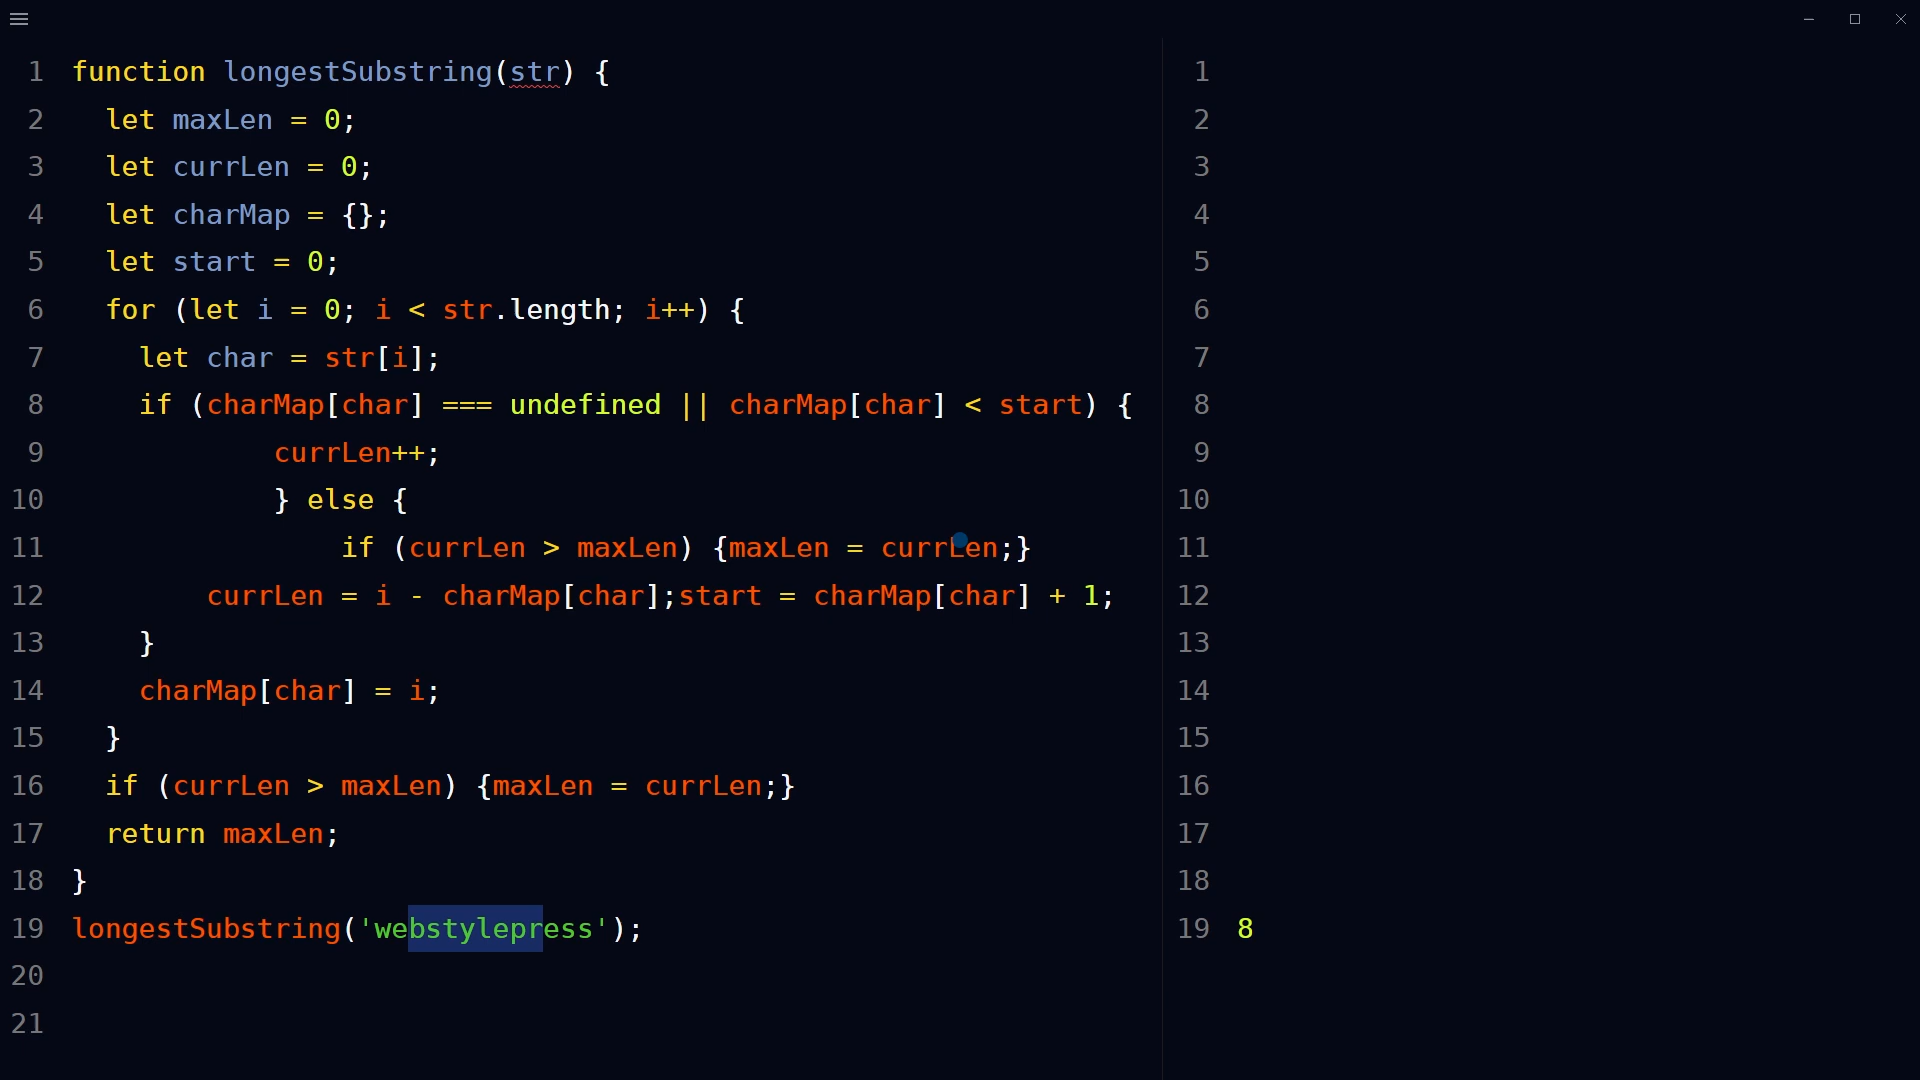 1 function longestSubstring(str) {
2 let maxLen = 0;
3 let currLen = 0;
4 let charMap = {};
5 let start = 0;
6 for (let i = 0; i < str.length; i++) {
7 let char = str[i];
8 if (charMap[char] === undefined || charMap[char] < start) {
9 currLen++;
10 } else {
11 if (currLen > maxLen) {maxLen = currLen;}
12 currLen = i - charMap[char];start = charMap[char] + 1;
13 }
14 charMap[char] = i;
15 }
16 if (currLen > maxLen) {maxLen = currLen;}
17 return maxLen;
18 }
19 longestSubstring('webstylepress');
20
21
1
2
3
4
5
6
7
8
9
10
11
12
13
14
15
16
17
18
19 8